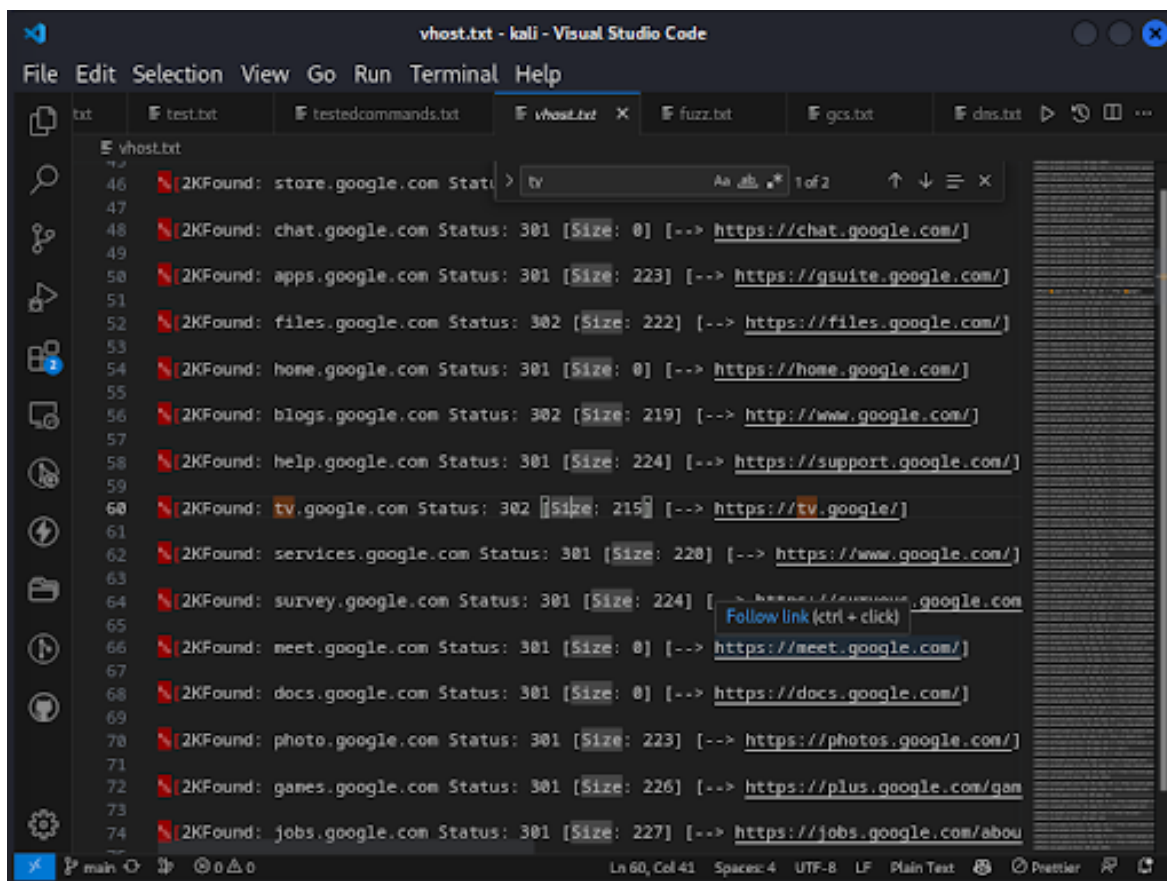 vhost.txt - kali - Visual Studio Code
File Edit Selection View Go Run Terminal Help
txt test.txt testedcommands.txt vhost.txt fuzz.txt gcs.txt dns.txt
vhost.txt
tv Aa ab 1 of 2
46 [2KFound: store.google.com
47
48 [2KFound: chat.google.com Status: 301 [Size: 0] [--> https://chat.google.com/]
49
50 [2KFound: apps.google.com Status: 301 [Size: 223] [--> https://gsuite.google.com/]
51
52 [2KFound: files.google.com Status: 302 [Size: 222] [--> https://files.google.com/]
53
54 [2KFound: home.google.com Status: 301 [Size: 0] [--> https://home.google.com/]
55
56 [2KFound: blogs.google.com Status: 302 [Size: 219] [--> http://www.google.com/]
57
58 [2KFound: help.google.com Status: 301 [Size: 224] [--> https://support.google.com/]
59
60 [2KFound: tv.google.com Status: 302 [Size: 215] [--> https://tv.google/]
61
62 [2KFound: services.google.com Status: 301 [Size: 220] [--> https://www.google.com/]
63
64 [2KFound: survey.google.com Status: 301 [Size: 224] [ .google.com
Follow link (ctrl + click)
65
66 [2KFound: meet.google.com Status: 301 [Size: 0] [--> https://meet.google.com/]
67
68 [2KFound: docs.google.com Status: 301 [Size: 0] [--> https://docs.google.com/]
69
70 [2KFound: photo.google.com Status: 301 [Size: 223] [--> https://photos.google.com/]
71
72 [2KFound: games.google.com Status: 301 [Size: 226] [--> https://plus.google.com/gam
73
74 [2KFound: jobs.google.com Status: 301 [Size: 227] [--> https://jobs.google.com/abou
2
main 0 0 Ln 60, Col 41 Spaces: 4 UTF-8 LF Plain Text Prettier